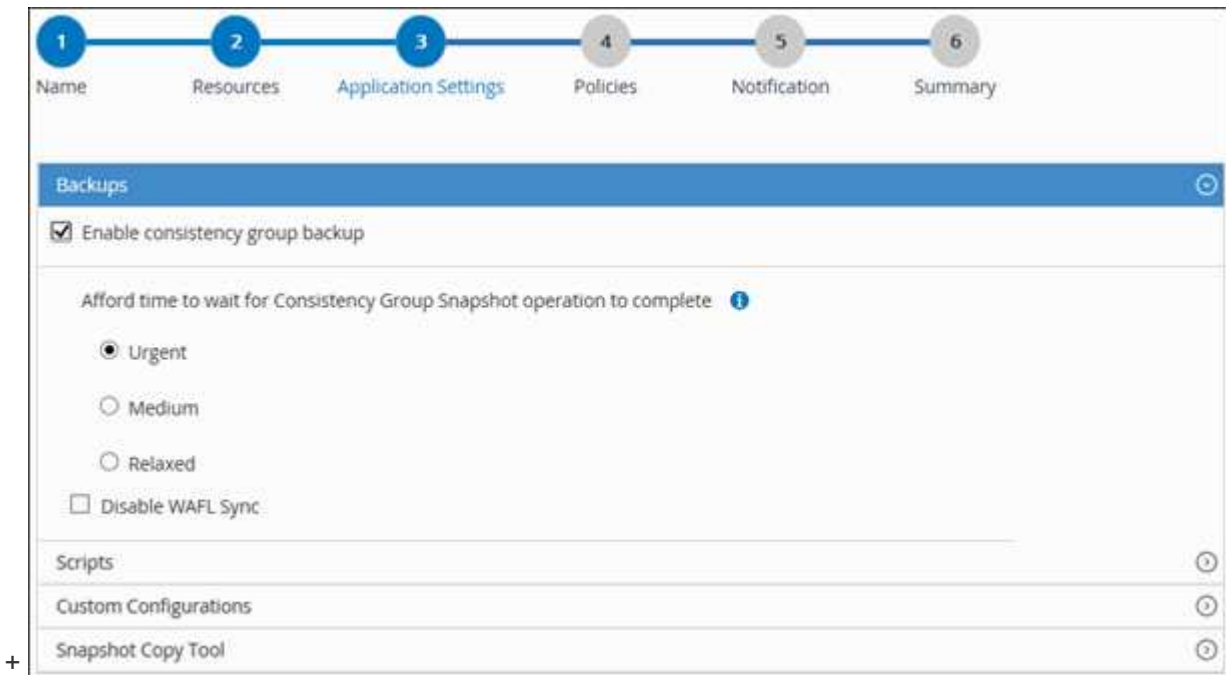 1 2 3 4 5 6
Name Resources Application Settings Policies Notification Summary
Backups
Enable consistency group backup
Afford time to wait for Consistency Group Snapshot operation to complete i
Urgent
Medium
Relaxed
Disable WAFL Sync
Scripts
Custom Configurations
Snapshot Copy Tool
+